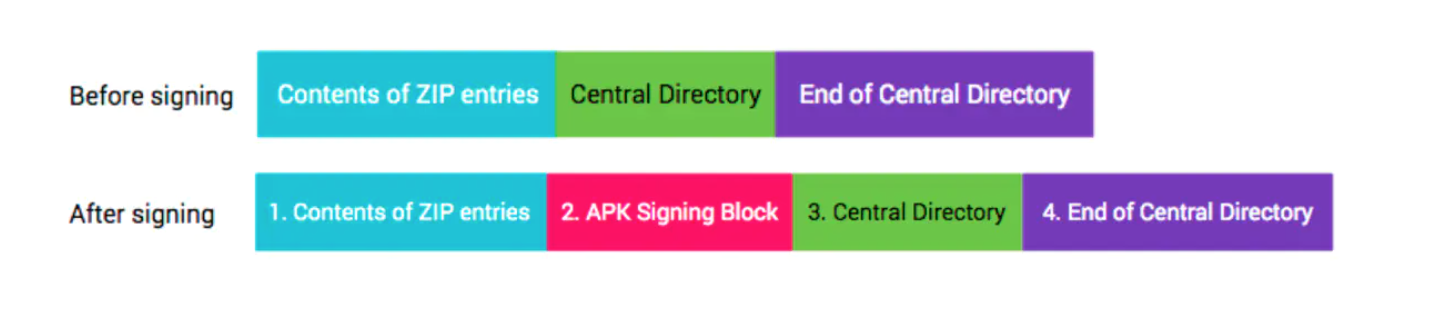 Before signing Contents of ZIP entries Central Directory End of Central Directory
After signing 1. Contents of ZIP entries 2. APK Signing Block 3. Central Directory 4. End of Central Directory